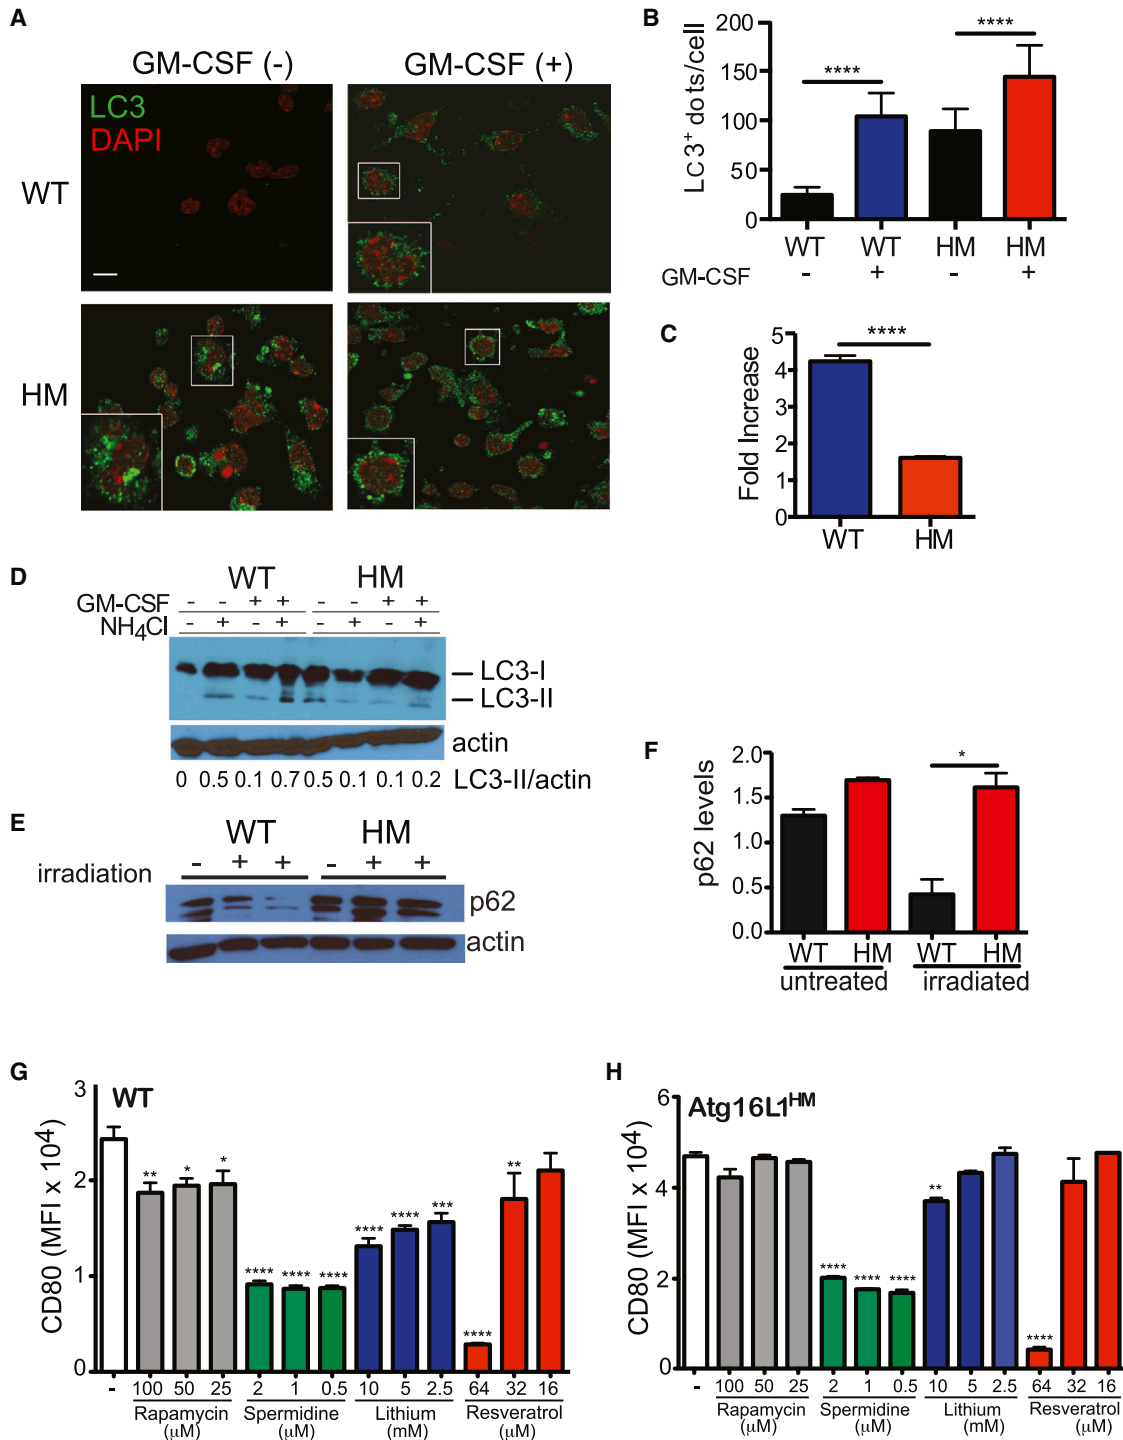 A
GM-CSF (-)
GM-CSF (+)
LC3
DAPI
WT
HM
B
LC3+ dots/cell
200
150
100
50
0
****
****
WT
WT
HM
HM
GM-CSF
-
+
-
+
C
Fold Increase
5
4
4
2
1
0
****
WT
HM
D
WT
HM
GM-CSF
- - + + - - + +
NH4Cl
- + - + - + - +
LC3-I
LC3-II
actin
0 0.5 0.1 0.7 0.5 0.1 0.1 0.2 LC3-II/actin
E
WT
HM
irradiation
- + + - + +
p62
actin
F
p62 levels
2.0
1.5
1.0
0.5
0.0
*
WT
HM
WT
HM
untreated
irradiated
G
WT
CD80 (MFI x 10^4)
3
2
1
0
**
*
*
****
****
****
****
****
***
****
**
- 100 50 25 2 1 0.5 10 5 2.5 64 32 16
Rapamycin Spermidine Lithium Resveratrol
(µM) (µM) (mM) (µM)
H
Atg16L1HM
CD80 (MFI x 10^4)
6
4
2
0
****
****
****
**
****
- 100 50 25 2 1 0.5 10 5 2.5 64 32 16
Rapamycin Spermidine Lithium Resveratrol
(µM) (µM) (mM) (µM)